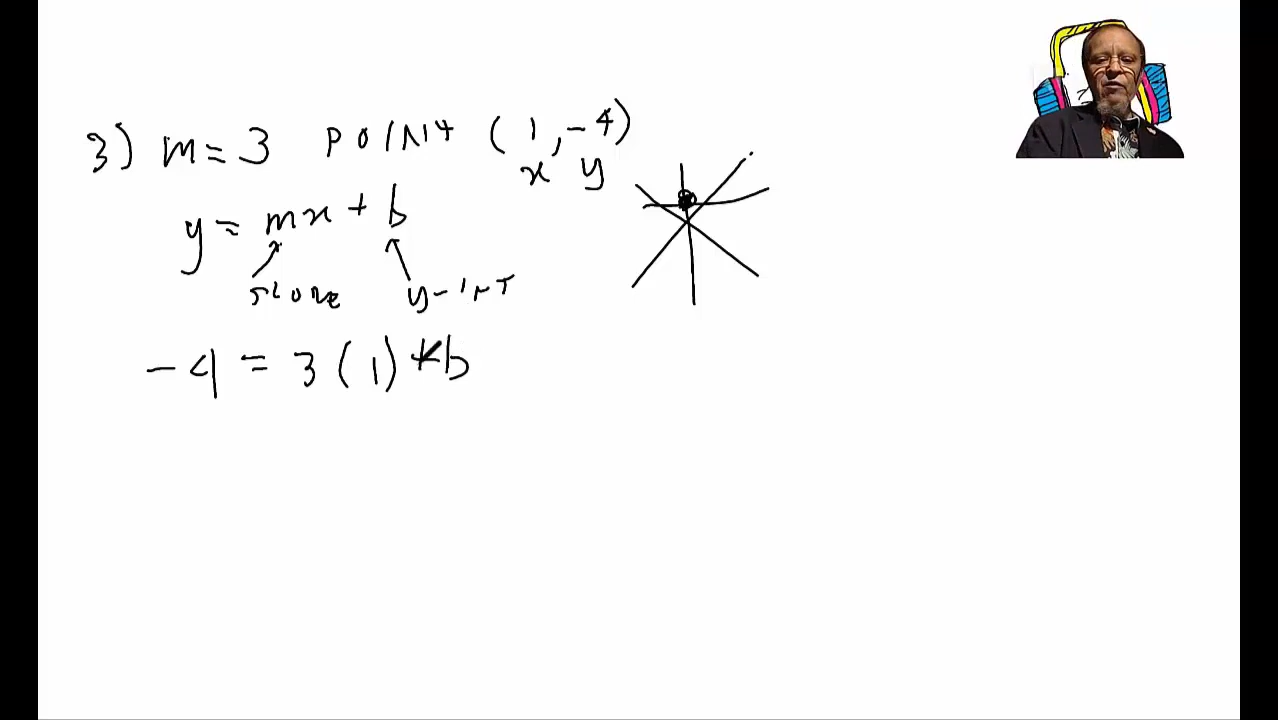 3) m = 3 POINT (1, -4)
x y
y = mx + b
SLOPE y-INT
-4 = 3(1) + b